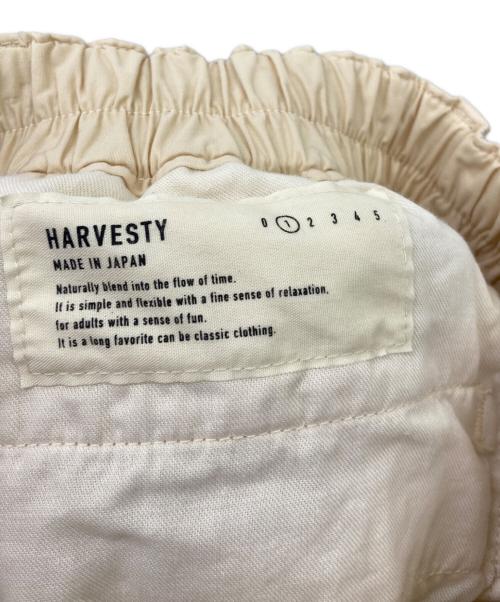 HARVESTY
0 1 2 3 4 5
MADE IN JAPAN
Naturally blend into the flow of time.
It is simple and flexible with a fine sense of relaxation,
for adults with a sense of fun.
It is a long favorite can be classic clothing.